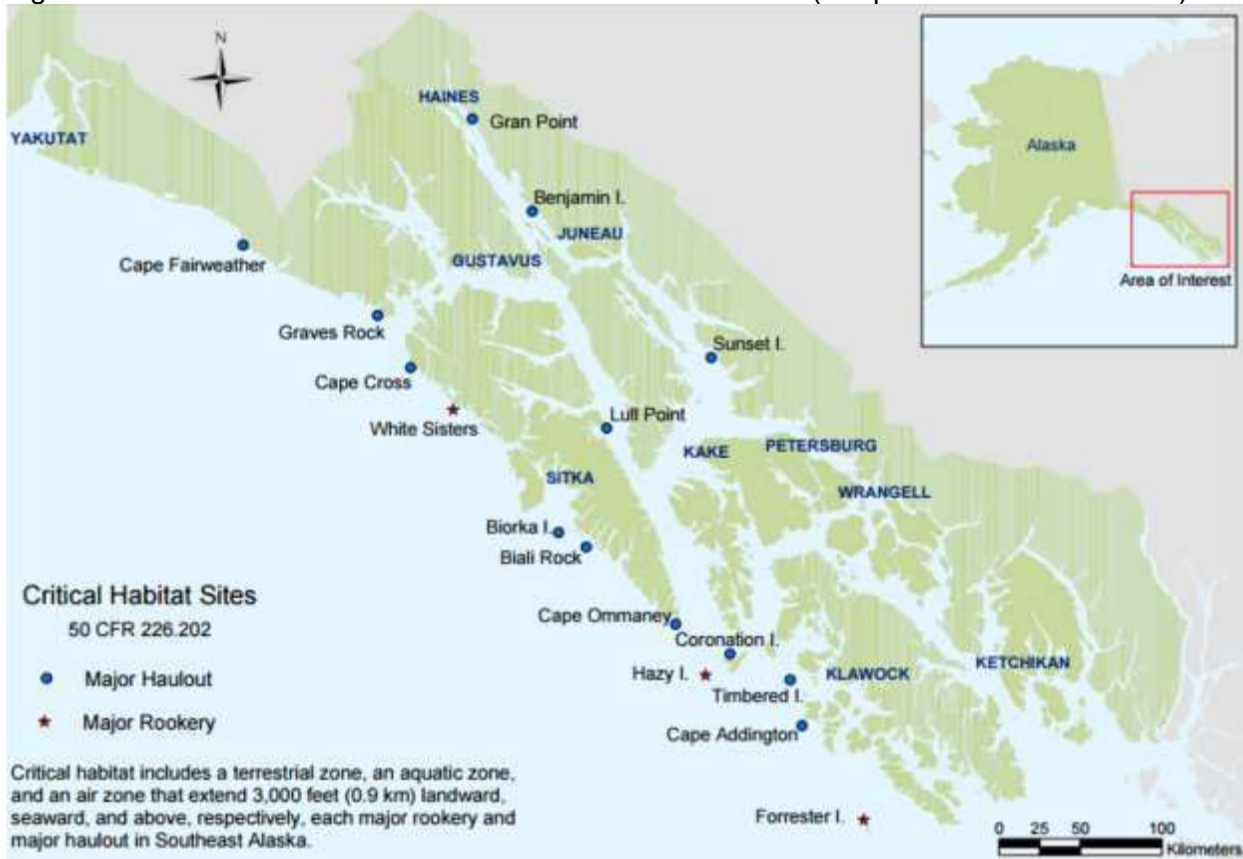 N
HAINES
Gran Point
YAKUTAT
Alaska
Benjamin I.
JUNEAU
GUSTAVUS
Cape Fairweather
Area of Interest
Graves Rock
Sunset I.
Cape Cross
White Sisters
Lull Point
KAKE
PETERSBURG
SITKA
WRANGELL
Biorka I.
Biali Rock
Critical Habitat Sites
50 CFR 226.202
Cape Ommaney
Coronation I.
Hazy I.
KLAWOCK
KETCHIKAN
Major Haulout
Timbered I.
Major Rookery
Cape Addington
Critical habitat includes a terrestrial zone, an aquatic zone,
and an air zone that extend 3,000 feet (0.9 km) landward,
seaward, and above, respectively, each major rookery and
major haulout in Southeast Alaska.
Forrester I.
0 25 50 100
Kilometers